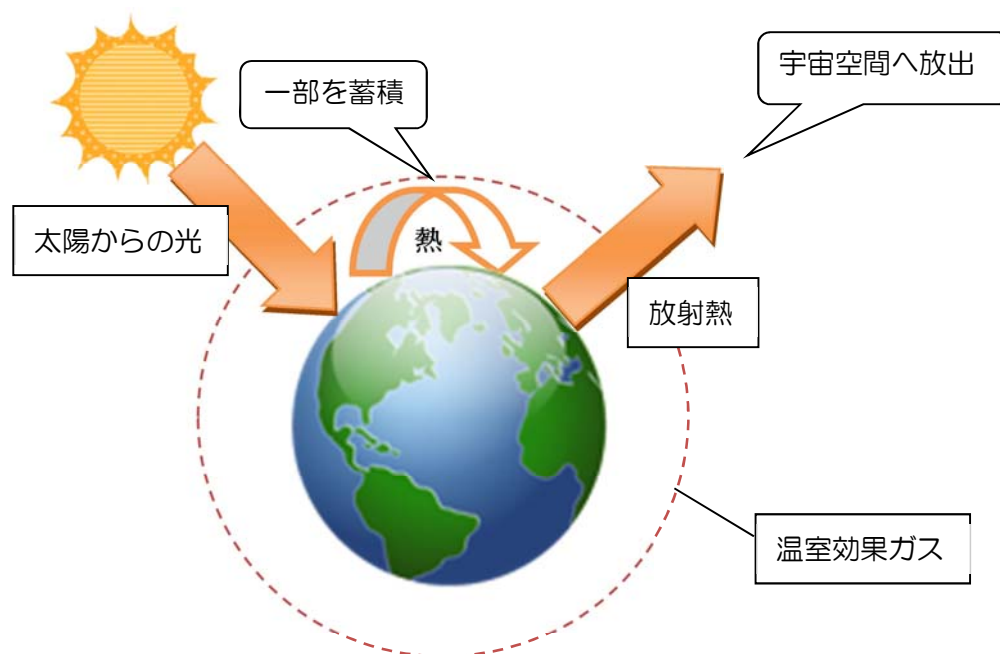 宇宙空間へ放出
一部を蓄積
太陽からの光
熱
放射熱
温室効果ガス